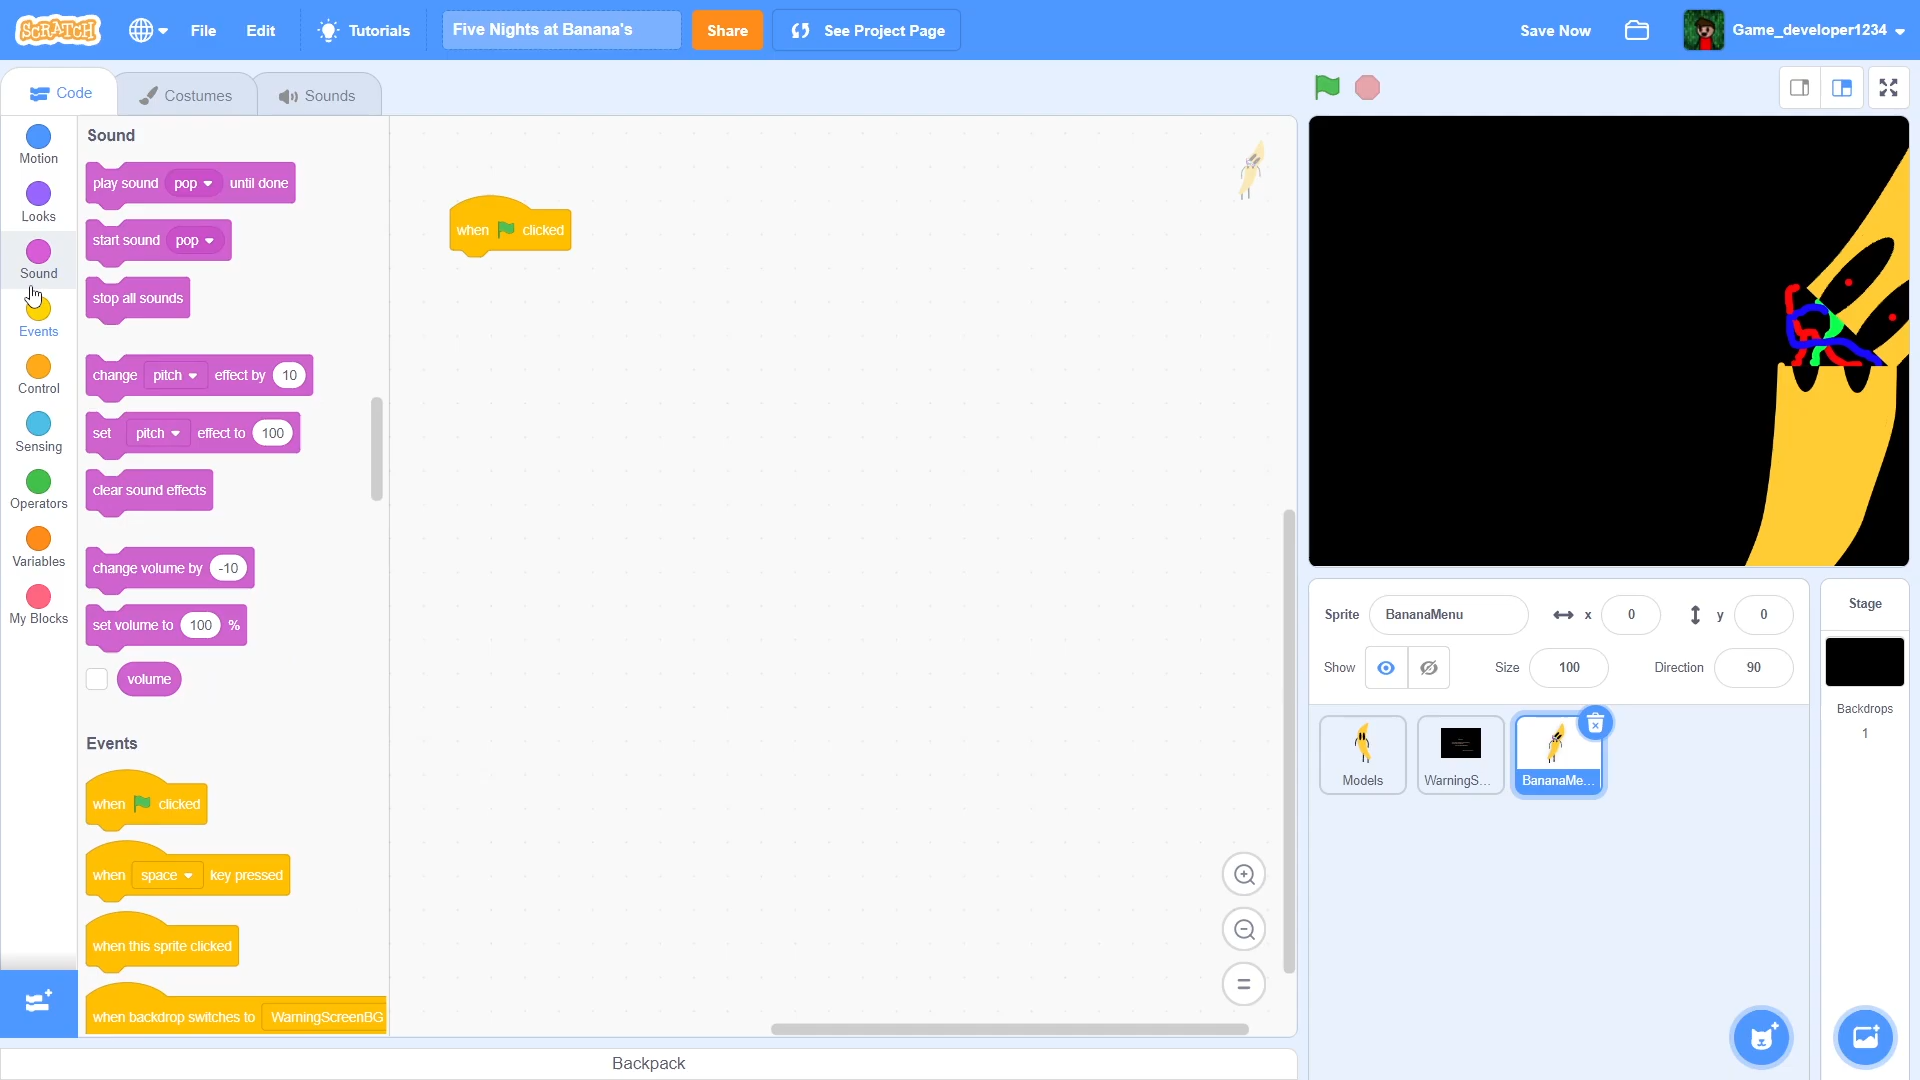 SCRATCH
File
Edit
Tutorials
Five Nights at Banana's
Share
See Project Page
Save Now
Game_developer1234
Code
Costumes
Sounds
Motion
Looks
Sound
Events
Control
Sensing
Operators
Variables
My Blocks
Sound
play sound pop until done
start sound pop
stop all sounds
change pitch effect by 10
set pitch effect to 100
clear sound effects
change volume by -10
set volume to 100 %
volume
Events
when clicked
when space key pressed
when this sprite clicked
when backdrop switches to WarningScreenBG
when clicked
Backpack
Sprite BananaMenu x 0 y 0
Show Size 100 Direction 90
Models
WarningS...
BananaMe...
Stage
Backdrops
1